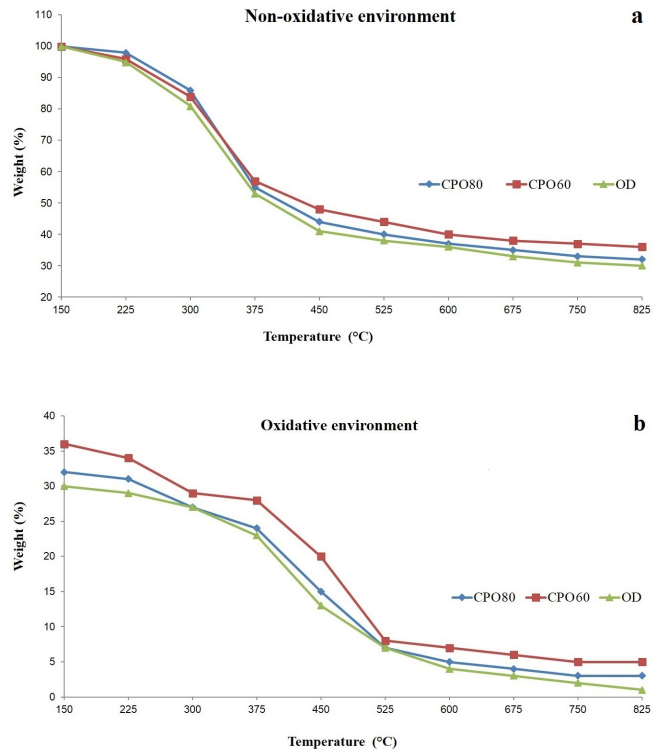 Non-oxidative environment
a
110
100
90
80
70
60
50
40
30
20
Weight (%)
CPO80 CPO60 OD
150 225 300 375 450 525 600 675 750 825
Temperature (°C)
Oxidative environment
b
40
35
30
25
20
15
10
5
0
Weight (%)
CPO80 CPO60 OD
150 225 300 375 450 525 600 675 750 825
Temperature (°C)